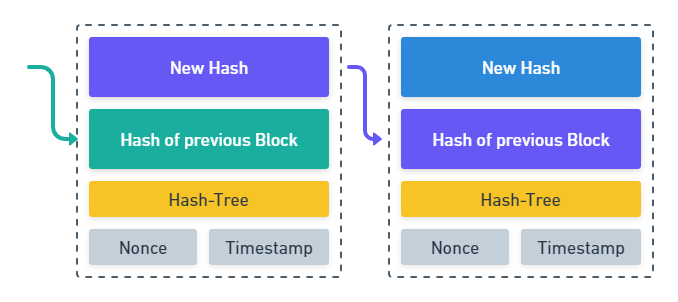 New Hash
Hash of previous Block
Hash-Tree
Nonce
Timestamp
New Hash
Hash of previous Block
Hash-Tree
Nonce
Timestamp